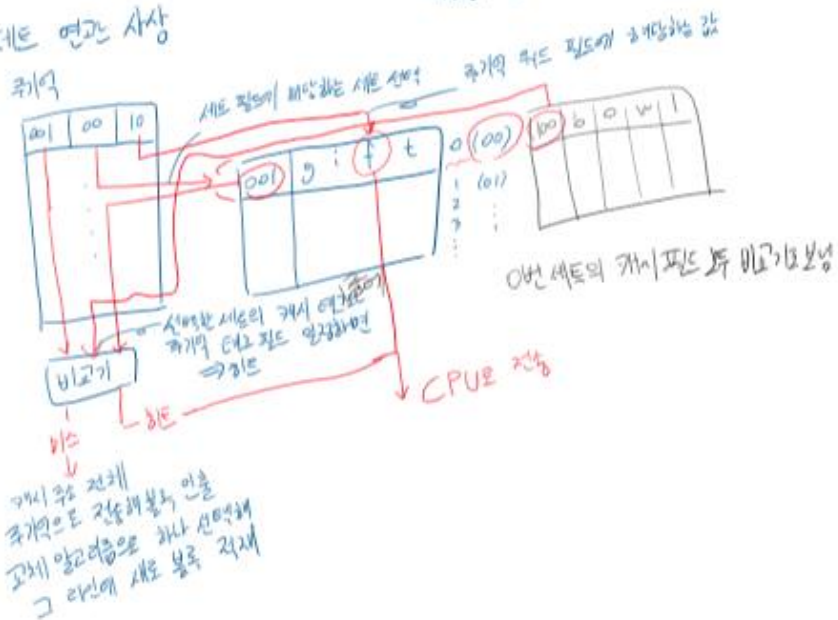 세트 연관 사상
주기억
001 00 10
세트 필드에 해당하는 세트 선택
주기억 워드 필드에 해당하는 값
001 g i f t
0 (00)
1 (01)
2
3
100 b o w l
0번 세트의 캐시 필드 모두 비교기로 보냄
선택한 세트의 캐시
주기억 태그 필드 일치하면
⇒ 히트
비교기
히트
CPU로 전송
미스
캐시 주소 전체
주기억으로 전송해 블록 인출
교체 알고리즘으로 하나 선택해
그 라인에 새로 블록 적재